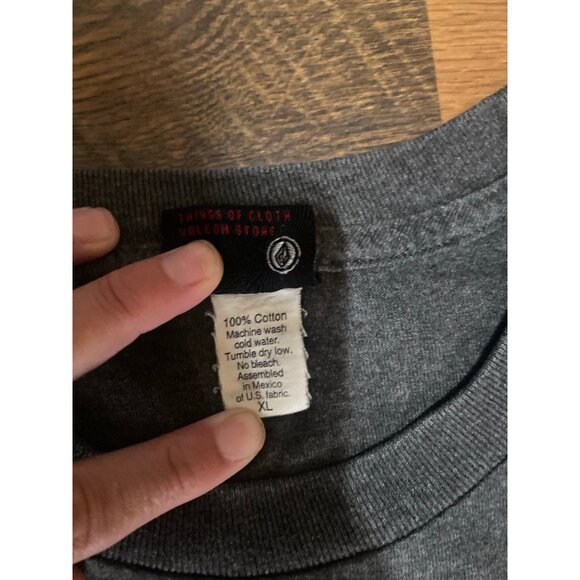 THINGS OF CLOTH
VOLCOM STORE
100% Cotton
Machine wash
cold water.
Tumble dry low.
No bleach.
Assembled
in Mexico
of U.S. fabric.
XL